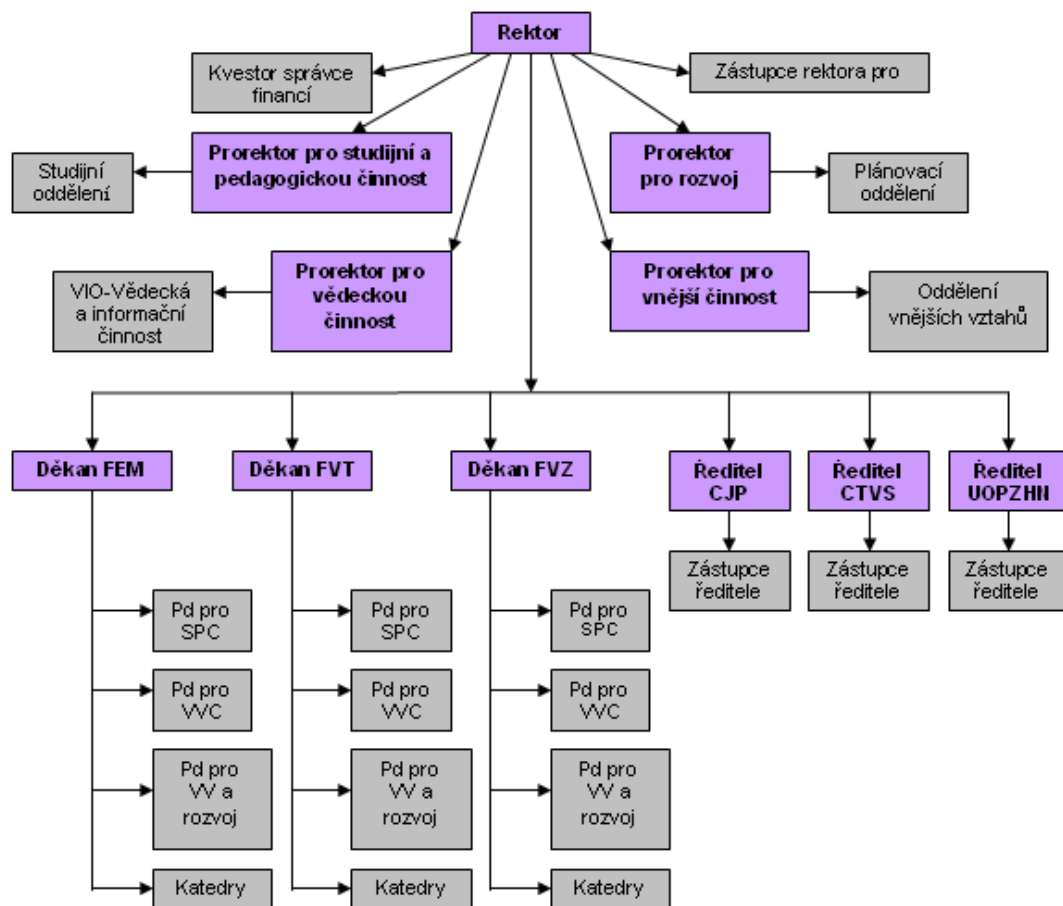 Rektor
Kvestor správce
financí
Zástupce rektora pro
Prorektor pro studijní a
pedagogickou činnost
Prorektor
pro rozvoj
Studijní
oddělení
Plánovací
oddělení
Prorektor pro
vědeckou
činnost
Prorektor pro
vnější činnost
VIO-Vědecká
a informační
činnost
Oddělení
vnějších vztahů
Děkan FEM
Děkan FVT
Děkan FVZ
Ředitel
CJP
Ředitel
CTVS
Ředitel
UOPZHN
Zástupce
ředitele
Zástupce
ředitele
Zástupce
ředitele
Pd pro
SPC
Pd pro
SPC
Pd pro
SPC
Pd pro
VVC
Pd pro
VVC
Pd pro
VVC
Pd pro
VV a
rozvoj
Pd pro
VV a
rozvoj
Pd pro
VV a
rozvoj
Katedry
Katedry
Katedry